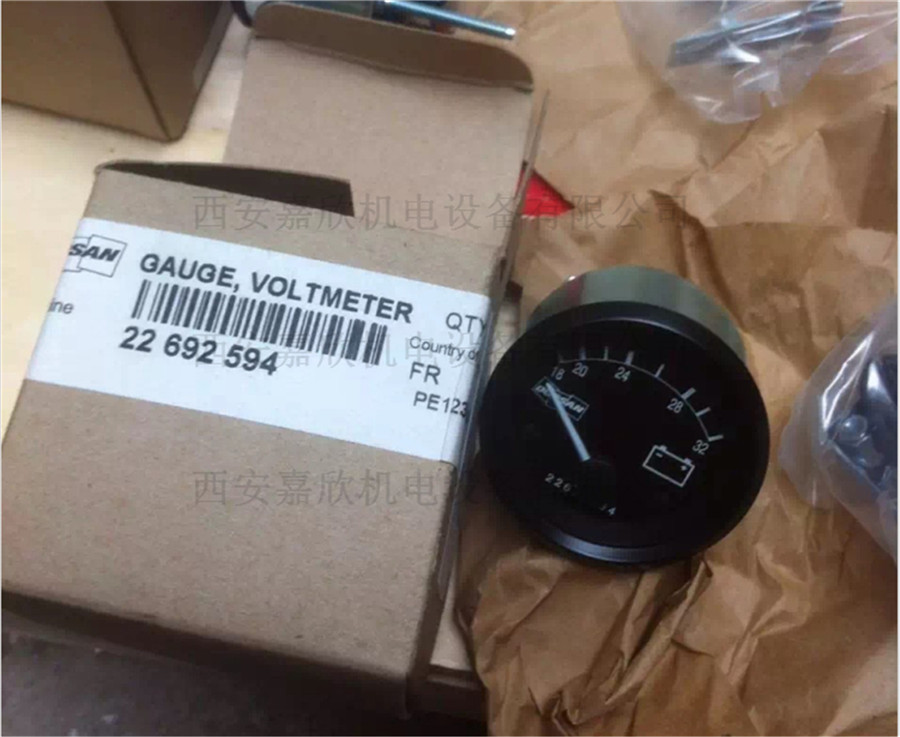 西安嘉欣机电设备有限公司
SAN
GAUGE, VOLTMETER
QTY
ine
22 692 594
Country o
FR
PE123
西安嘉欣机电设
18 20 24 28 32
西安嘉欣机电设